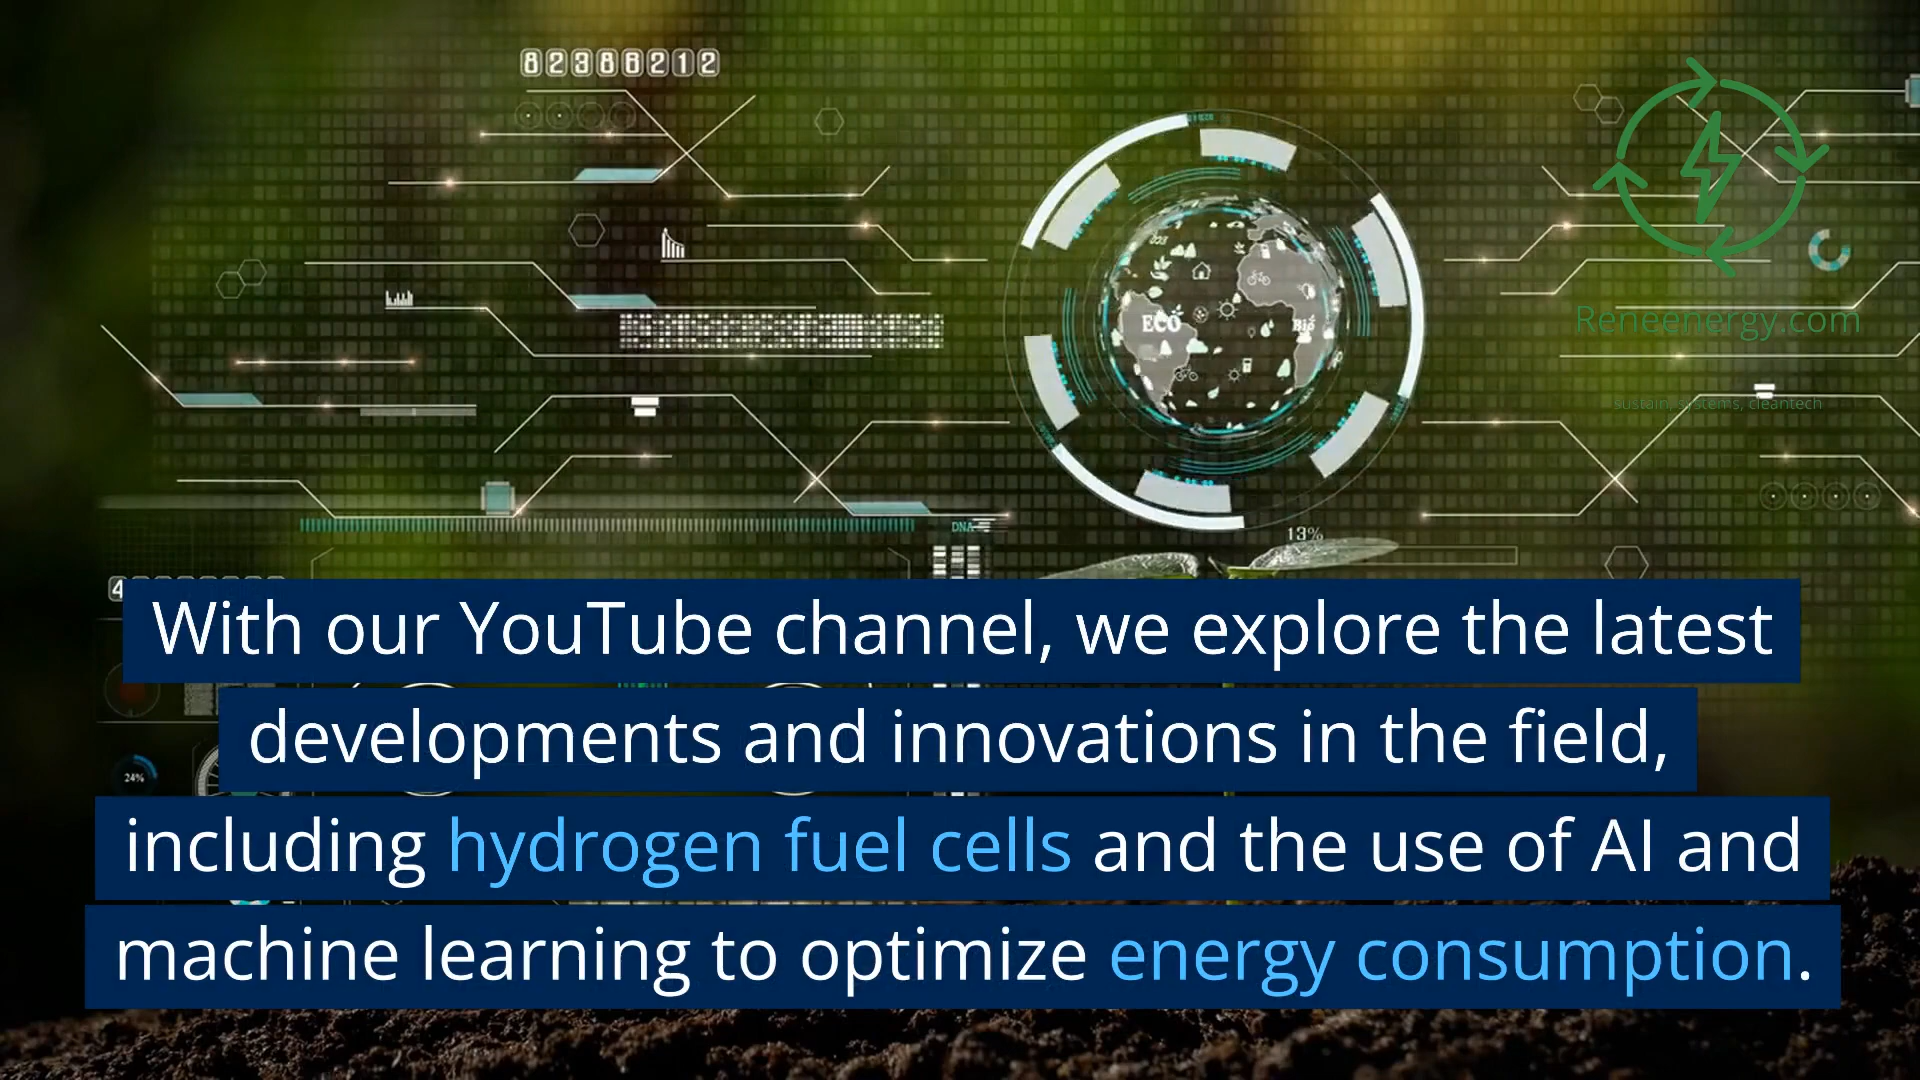 82386212
ECO
Bio
Reneenergy.com
sustain, systems, cleantech
DNA
13%
4
With our YouTube channel, we explore the latest
developments and innovations in the field,
24%
including hydrogen fuel cells and the use of AI and
machine learning to optimize energy consumption.